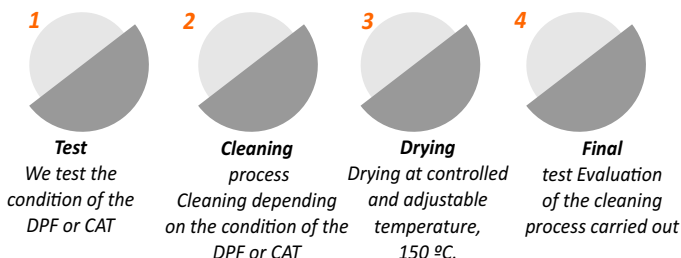 1
Test
We test the
condition of the
DPF or CAT
2
Cleaning
process
Cleaning depending
on the condition of the
DPF or CAT
3
Drying
Drying at controlled
and adjustable
temperature,
150 ºC.
4
Final
test Evaluation
of the cleaning
process carried out